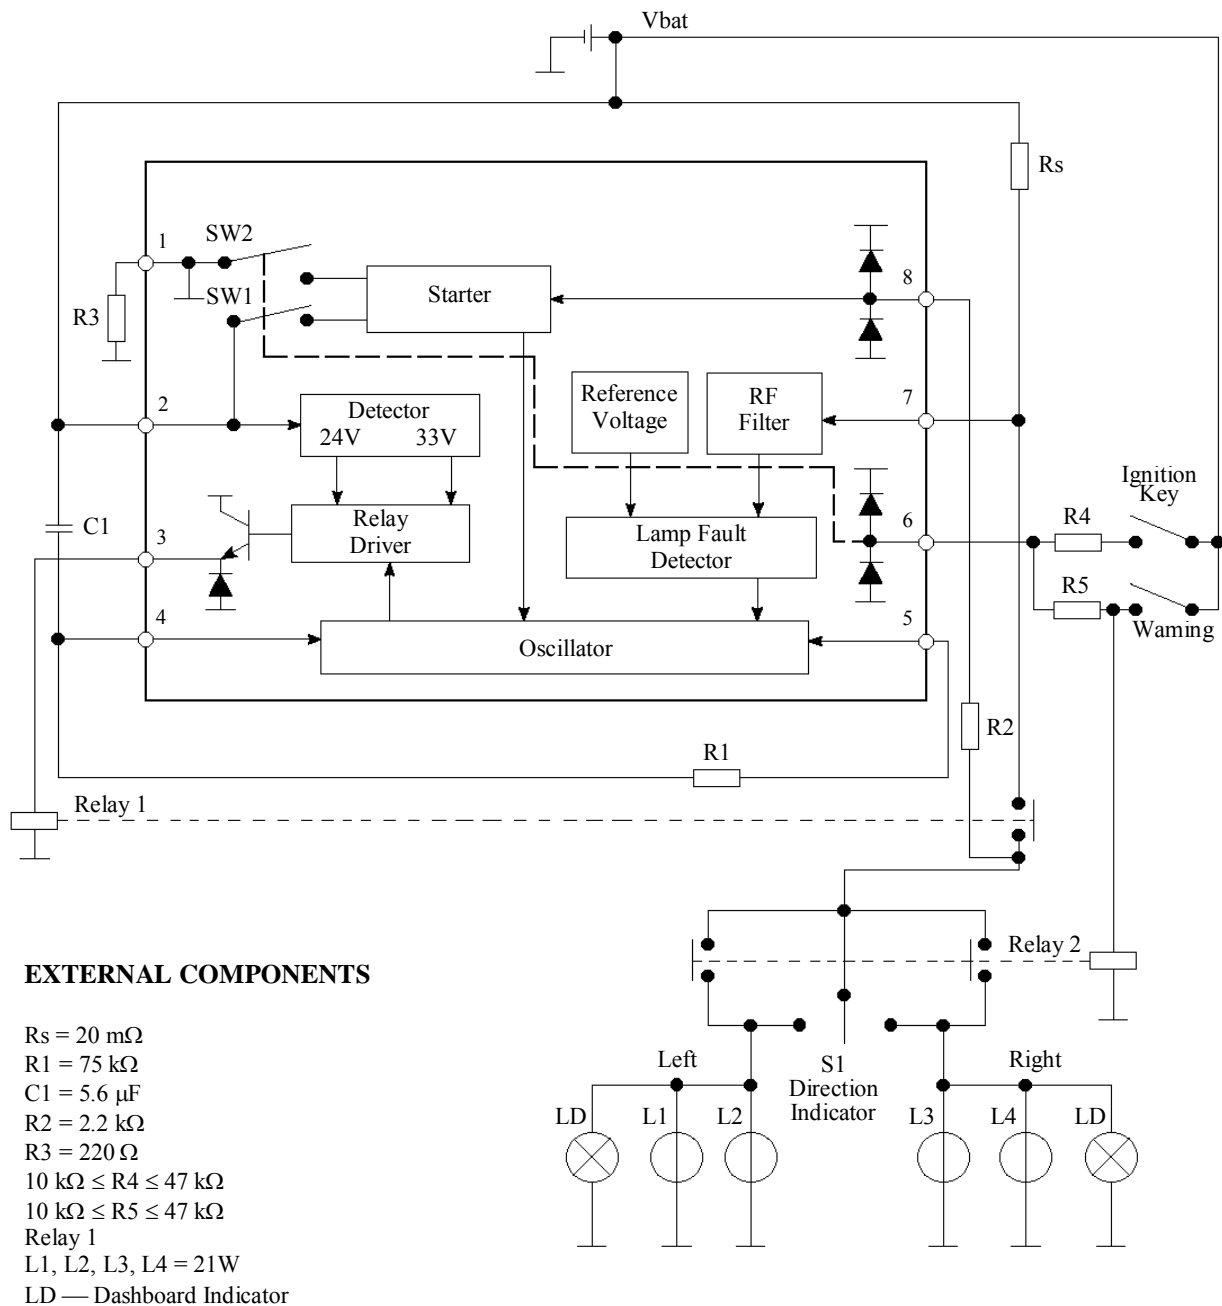 Vbat
Rs
1
SW2
SW1
Starter
8
R3
2
Detector
24V 33V
Reference
Voltage
RF
Filter
7
Ignition
Key
C1
3
Relay
Driver
Lamp Fault
Detector
6
R4
R5
Waming
4
Oscillator
5
R2
R1
Relay 1
Relay 2
EXTERNAL COMPONENTS
Rs = 20 mΩ
R1 = 75 kΩ
C1 = 5.6 µF
R2 = 2.2 kΩ
R3 = 220 Ω
10 kΩ ≤ R4 ≤ 47 kΩ
10 kΩ ≤ R5 ≤ 47 kΩ
Relay 1
L1, L2, L3, L4 = 21W
LD — Dashboard Indicator
Left
S1
Direction
Indicator
Right
LD
L1
L2
L3
L4
LD